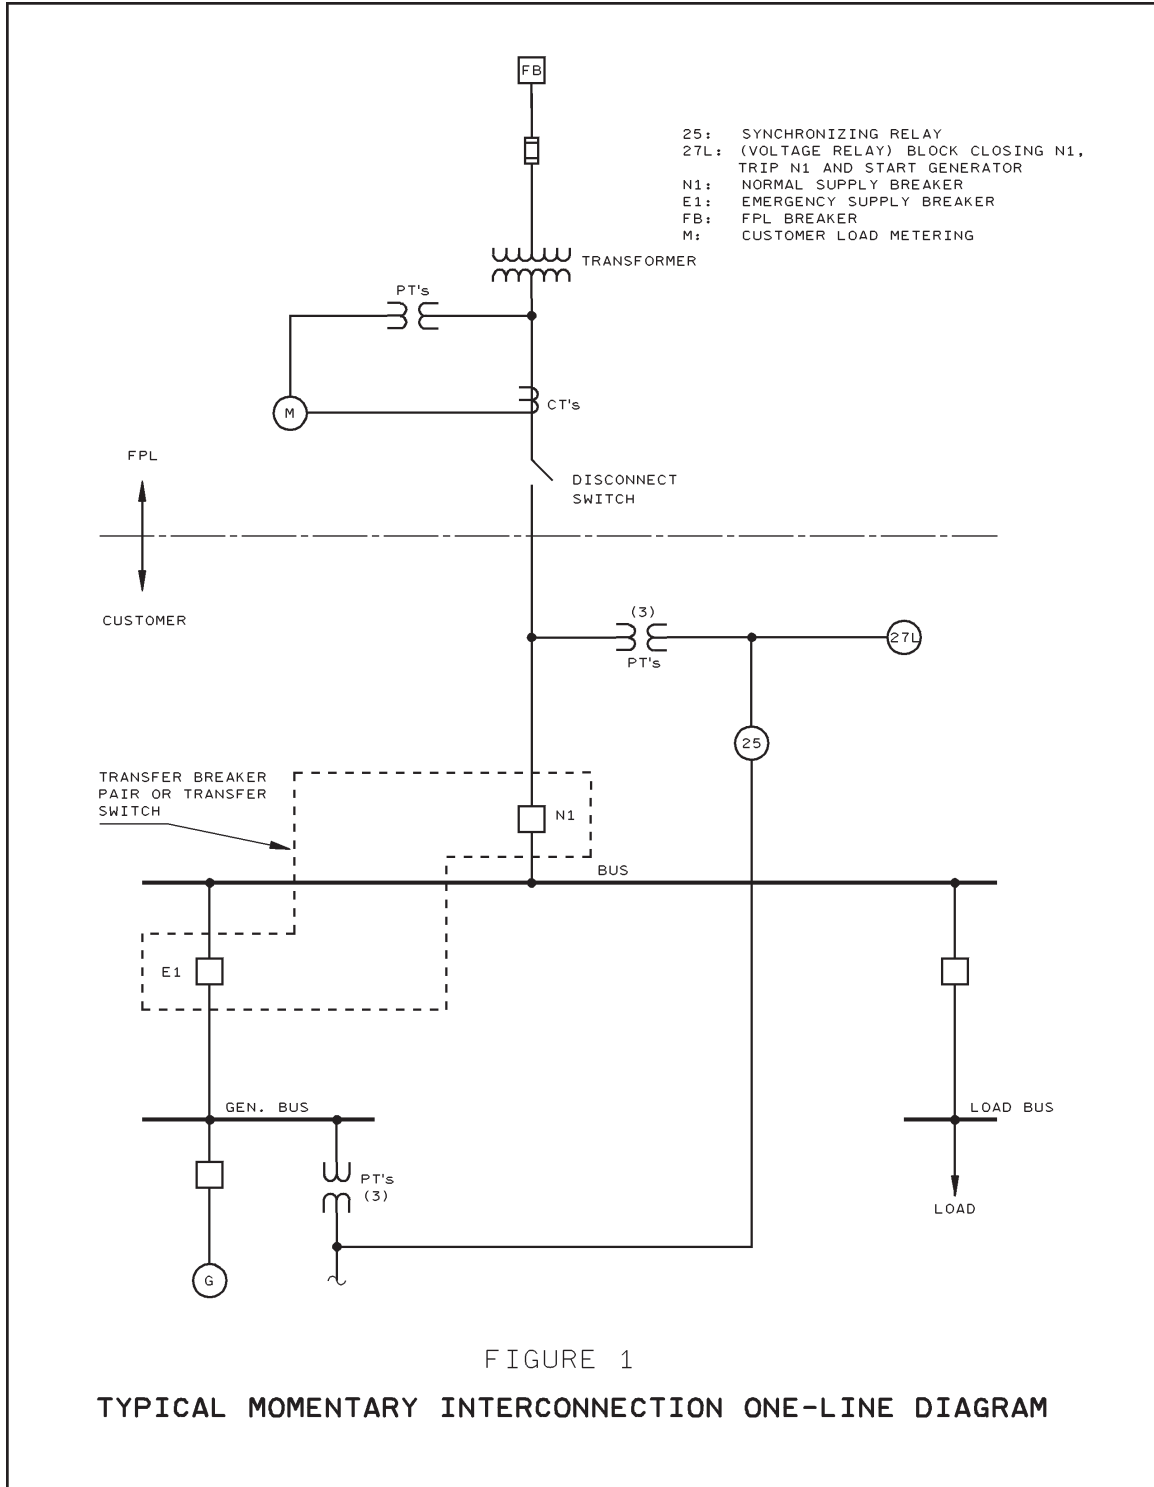 FB
25: SYNCHRONIZING RELAY
27L: (VOLTAGE RELAY) BLOCK CLOSING N1,
TRIP N1 AND START GENERATOR
N1: NORMAL SUPPLY BREAKER
E1: EMERGENCY SUPPLY BREAKER
FB: FPL BREAKER
M: CUSTOMER LOAD METERING
TRANSFORMER
PT's
CT's
M
FPL
DISCONNECT
SWITCH
CUSTOMER
(3)
PT's
27L
25
TRANSFER BREAKER
PAIR OR TRANSFER
SWITCH
N1
BUS
E1
GEN. BUS
LOAD BUS
PT's
(3)
LOAD
G
FIGURE 1
TYPICAL MOMENTARY INTERCONNECTION ONE-LINE DIAGRAM